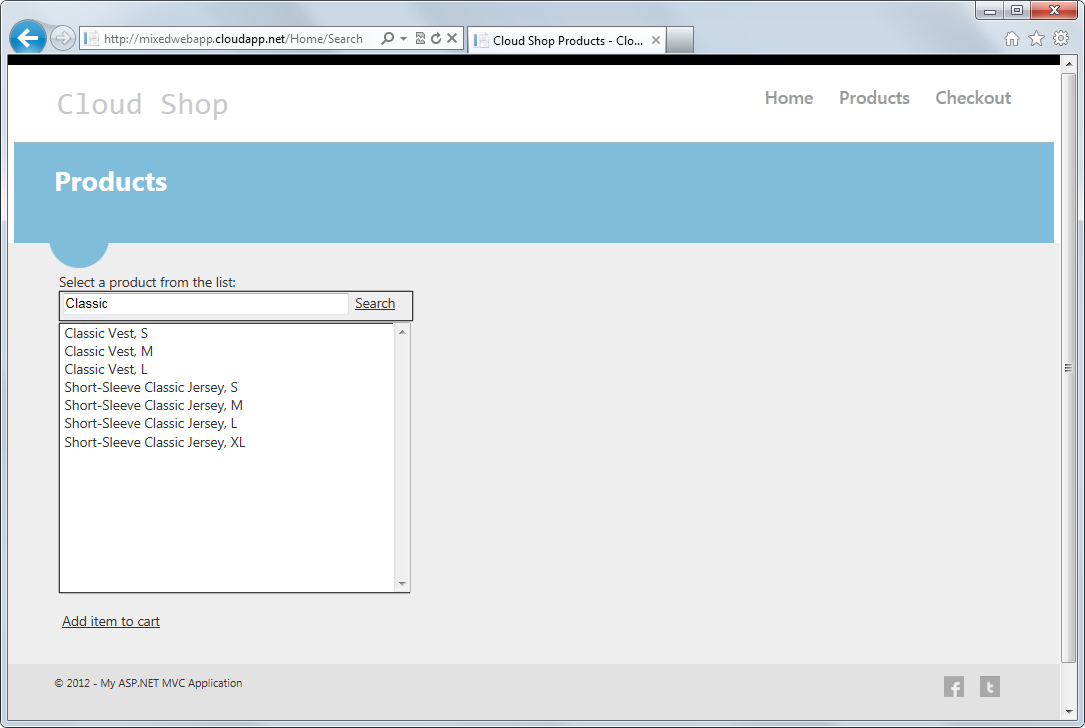 http://mixedwebapp.cloudapp.net/Home/Search
Cloud Shop Products - Clo...
Cloud Shop
Home
Products
Checkout
Products
Select a product from the list:
Classic
Search
Classic Vest, S
Classic Vest, M
Classic Vest, L
Short-Sleeve Classic Jersey, S
Short-Sleeve Classic Jersey, M
Short-Sleeve Classic Jersey, L
Short-Sleeve Classic Jersey, XL
Add item to cart
© 2012 - My ASP.NET MVC Application